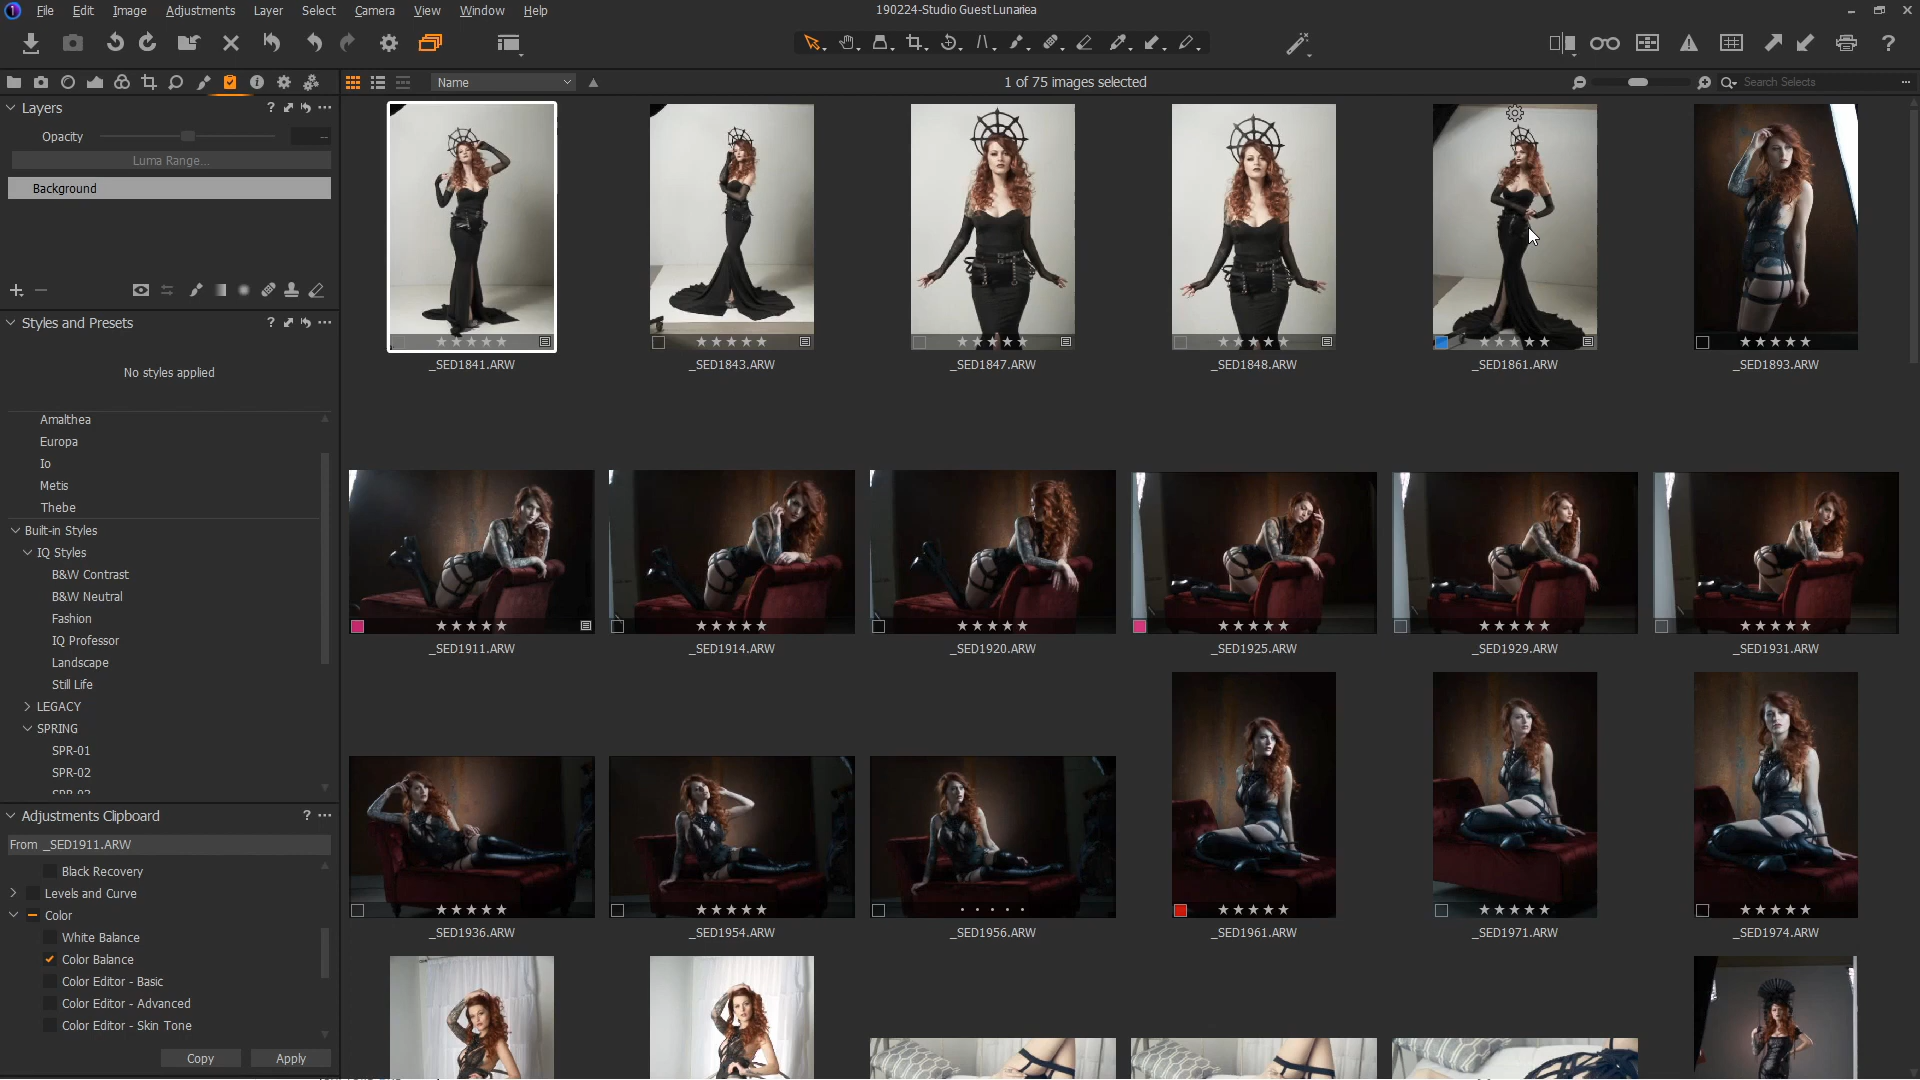 File Edit Image Adjustments Layer Select Camera View Window Help
190224-Studio Guest Lunariea
Name
1 of 75 images selected
Search Selects
Layers
Opacity
Luma Range...
Background
Styles and Presets
No styles applied
Amalthea
Europa
Io
Metis
Thebe
Built-in Styles
IQ Styles
B&W Contrast
B&W Neutral
Fashion
IQ Professor
Landscape
Still Life
LEGACY
SPRING
SPR-01
SPR-02
Adjustments Clipboard
From _SED1911.ARW
Black Recovery
Levels and Curve
Color
White Balance
Color Balance
Color Editor - Basic
Color Editor - Advanced
Color Editor - Skin Tone
Copy Apply
_SED1841.ARW _SED1843.ARW _SED1847.ARW _SED1848.ARW _SED1861.ARW _SED1893.ARW
_SED1911.ARW _SED1914.ARW _SED1920.ARW _SED1925.ARW _SED1929.ARW _SED1931.ARW
_SED1936.ARW _SED1954.ARW _SED1956.ARW _SED1961.ARW _SED1971.ARW _SED1974.ARW